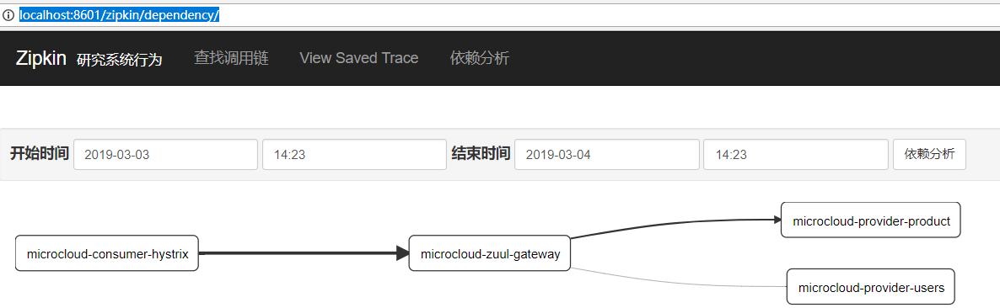 localhost:8601/zipkin/dependency/
Zipkin 研究系统行为 查找调用链 View Saved Trace 依赖分析
开始时间 2019-03-03 14:23 结束时间 2019-03-04 14:23 依赖分析
microcloud-provider-product
microcloud-consumer-hystrix microcloud-zuul-gateway
microcloud-provider-users